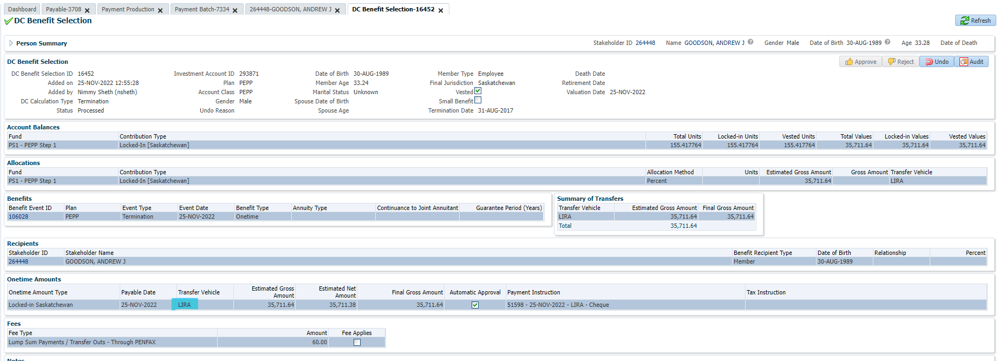 Dashboard Payable-3708 Payment Production Payment Batch-7334 264448-GOODSON, ANDREW J DC Benefit Selection-16452
DC Benefit Selection Refresh
Person Summary Stakeholder ID 264448 Name GOODSON, ANDREW J Gender Male Date of Birth 30-AUG-1989 Age 33.28 Date of Death
DC Benefit Selection Approve Reject Undo Audit
DC Benefit Selection ID 16452 Investment Account ID 293871 Date of Birth 30-AUG-1989 Member Type Employee Death Date
Added on 25-NOV-2022 12:55:28 Plan PEPP Member Age 33.24 Final Jurisdiction Saskatchewan Retirement Date
Added by Nimmy Sheth (nsheth) Account Class PEPP Marital Status Unknown Vested Valuation Date 25-NOV-2022
DC Calculation Type Termination Gender Male Spouse Date of Birth Small Benefit
Status Processed Undo Reason Spouse Age Termination Date 31-AUG-2017
Account Balances
Fund Contribution Type Total Units Locked-in Units Vested Units Total Values Locked-in Values Vested Values
PS1 - PEPP Step 1 Locked-In [Saskatchewan] 155.417764 155.417764 155.417764 35,711.64 35,711.64 35,711.64
Allocations
Fund Contribution Type Allocation Method Units Estimated Gross Amount Gross Amount Transfer Vehicle
PS1 - PEPP Step 1 Locked-In [Saskatchewan] Percent 35,711.64 LIRA
Benefits
Benefit Event ID Plan Event Type Event Date Benefit Type Annuity Type Continuance to Joint Annuitant Guarantee Period (Years)
106028 PEPP Termination 25-NOV-2022 Onetime
Summary of Transfers
Transfer Vehicle Estimated Gross Amount Final Gross Amount
LIRA 35,711.64 35,711.64
Total 35,711.64
Recipients
Stakeholder ID Stakeholder Name Benefit Recipient Type Date of Birth Relationship Percent
264448 GOODSON, ANDREW J Member 30-AUG-1989
Onetime Amounts
Onetime Amount Type Payable Date Transfer Vehicle Estimated Gross Amount Estimated Net Amount Final Gross Amount Automatic Approval Payment Instruction Tax Instruction
Locked-in Saskatchewan 25-NOV-2022 LIRA 35,711.64 35,711.38 35,711.64 51598 - 25-NOV-2022 - LIRA - Cheque
Fees
Fee Type Amount Fee Applies
Lump Sum Payments / Transfer Outs - Through PENFAX 60.00
Notes